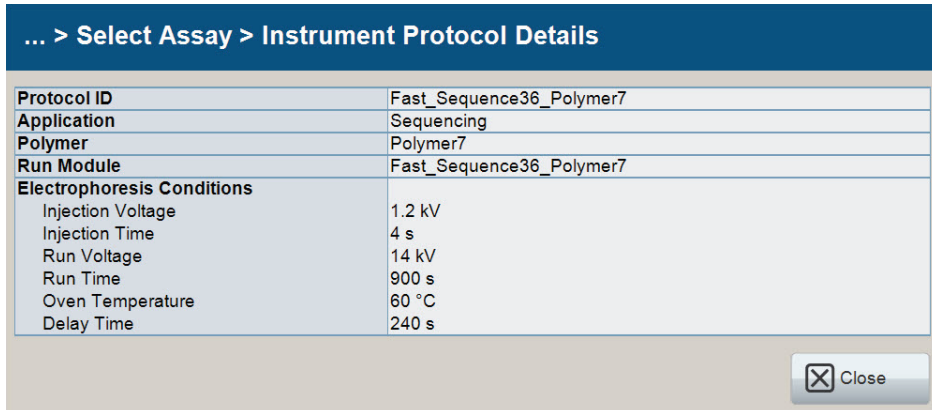 ... > Select Assay > Instrument Protocol Details
Protocol ID Fast_Sequence36_Polymer7
Application Sequencing
Polymer Polymer7
Run Module Fast_Sequence36_Polymer7
Electrophoresis Conditions
Injection Voltage 1.2 kV
Injection Time 4 s
Run Voltage 14 kV
Run Time 900 s
Oven Temperature 60 °C
Delay Time 240 s
Close